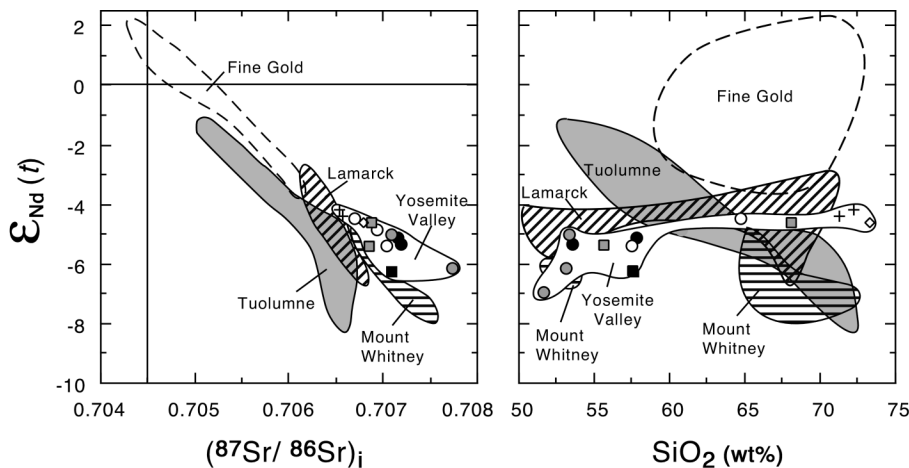 2
0
-2
-4
-6
-8
-10
εNd (t)
Fine Gold
Lamarck
Yosemite
Valley
Tuolumne
Mount
Whitney
0.704
0.705
0.706
0.707
0.708
(87Sr/ 86Sr)i
Fine Gold
Tuolumne
Lamarck
Mount
Whitney
Yosemite
Valley
Mount
Whitney
50
55
60
65
70
75
SiO2 (wt%)